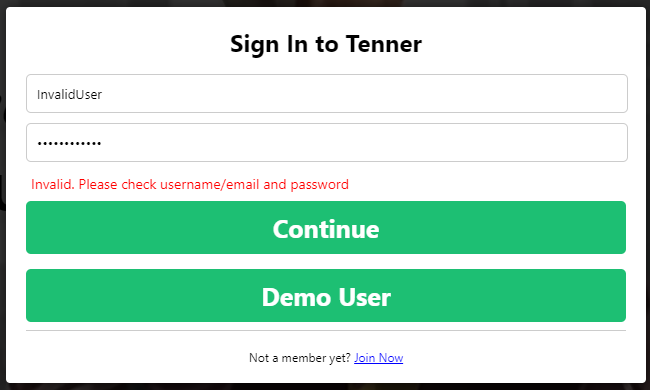 Sign In to Tenner
InvalidUser
••••••••••••
Invalid. Please check username/email and password
Continue
Demo User
Not a member yet? Join Now